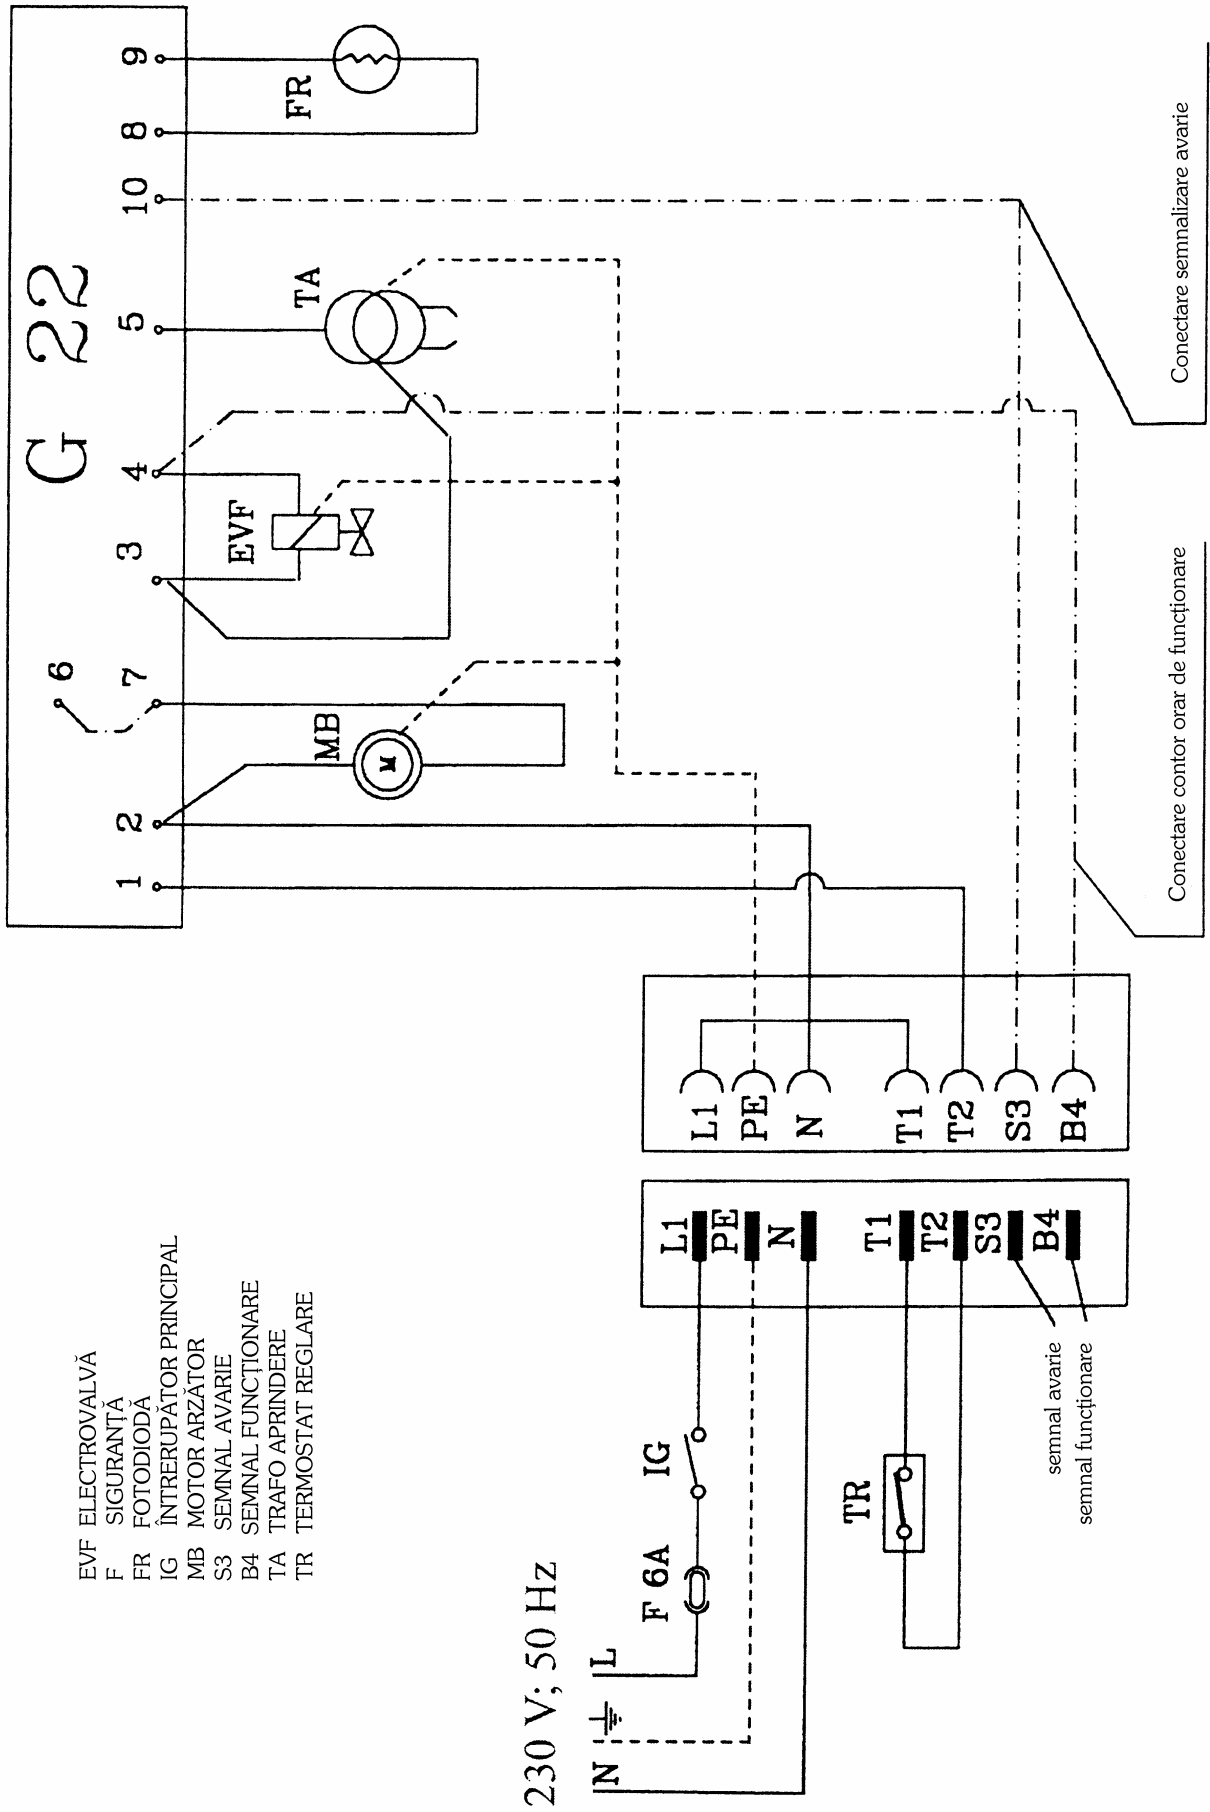 G 22
1
2
7
6
3
4
5
10
8
9
MB
M
EVF
TA
FR
EVF ELECTROVALVĂ
F SIGURANȚĂ
FR FOTODIODĂ
IG ÎNTRERUPĂTOR PRINCIPAL
MB MOTOR ARZĂTOR
S3 SEMNAL AVARIE
B4 SEMNAL FUNCȚIONARE
TA TRAFO APRINDERE
TR TERMOSTAT REGLARE
230 V; 50 Hz
N
L
F 6A
IG
TR
L1
PE
N
T1
T2
S3
B4
L1
PE
N
T1
T2
S3
B4
semnal avarie
semnal funcționare
Conectare contor orar de funcționare
Conectare semnalizare avarie